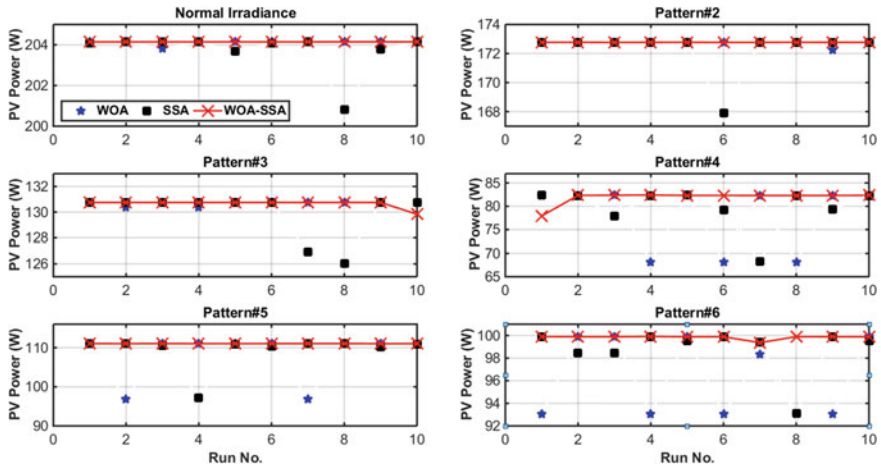 Normal Irradiance
PV Power (W)
204
202
200
WOA SSA WOA-SSA
0 2 4 6 8 10
Pattern#2
PV Power (W)
174
172
170
168
0 2 4 6 8 10
Pattern#3
PV Power (W)
132
130
128
126
0 2 4 6 8 10
Pattern#4
PV Power (W)
85
80
75
70
65
0 2 4 6 8 10
Pattern#5
PV Power (W)
110
100
90
0 2 4 6 8 10
Run No.
Pattern#6
PV Power (W)
100
98
96
94
92
0 2 4 6 8 10
Run No.